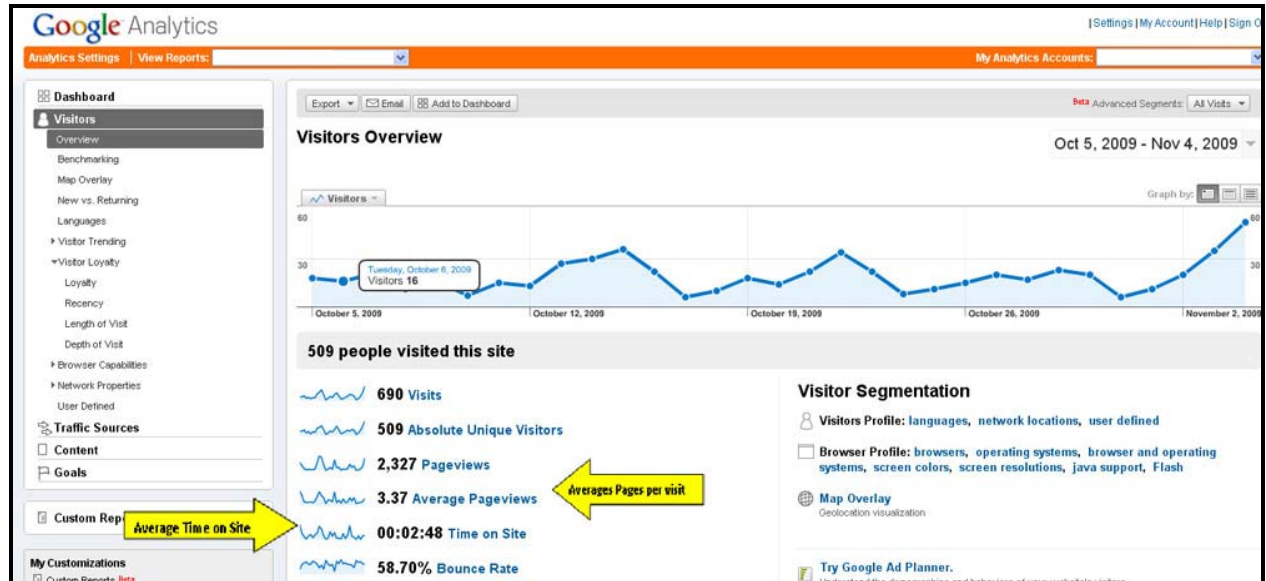 Google Analytics
Settings | My Account | Help | Sign O
Analytics Settings | View Reports:
My Analytics Accounts:
Dashboard
Visitors
Overview
Benchmarking
Map Overlay
New vs. Returning
Languages
Visitor Trending
Visitor Loyalty
Loyalty
Recency
Length of Visit
Depth of Visit
Browser Capabilities
Network Properties
User Defined
Traffic Sources
Content
Goals
Custom Rep
My Customizations
Custom Reports Beta
Export
Email
Add to Dashboard
Beta Advanced Segments: All Visits
Visitors Overview
Oct 5, 2009 - Nov 4, 2009
Visitors
Graph by:
60
60
30
30
Tuesday, October 6, 2009
Visitors 16
October 5, 2009
October 12, 2009
October 19, 2009
October 26, 2009
November 2, 2009
509 people visited this site
690 Visits
509 Absolute Unique Visitors
2,327 Pageviews
3.37 Average Pageviews
Averages Pages per visit
Average Time on Site
00:02:48 Time on Site
58.70% Bounce Rate
Visitor Segmentation
Visitors Profile: languages, network locations, user defined
Browser Profile: browsers, operating systems, browser and operating
systems, screen colors, screen resolutions, java support, Flash
Map Overlay
Geolocation visualization
Try Google Ad Planner.